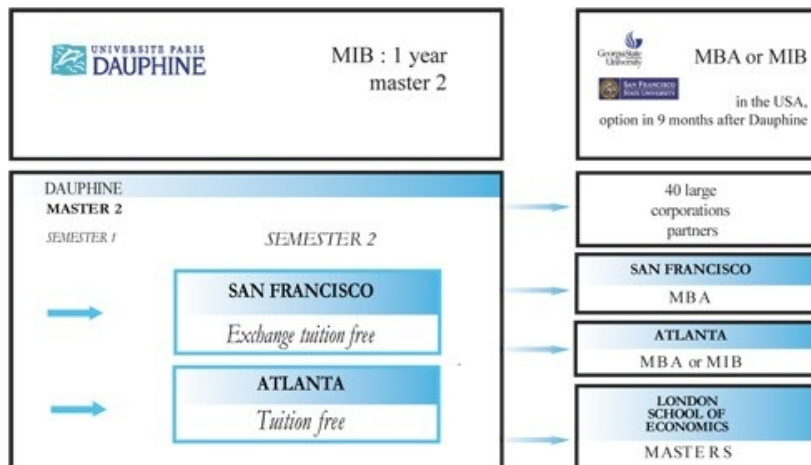 UNIVERSITE PARIS
DAUPHINE
MIB : 1 year
master 2
GeorgiaState
University
SAN FRANCISCO
STATE UNIVERSITY
MBA or MIB
in the USA,
option in 9 months after Dauphine
DAUPHINE
MASTER 2
SEMESTER 1
SEMESTER 2
SAN FRANCISCO
Exchange tuition free
ATLANTA
Tuition free
40 large
corporations
partners
SAN FRANCISCO
MBA
ATLANTA
MBA or MIB
LONDON
SCHOOL OF
ECONOMICS
MASTERS